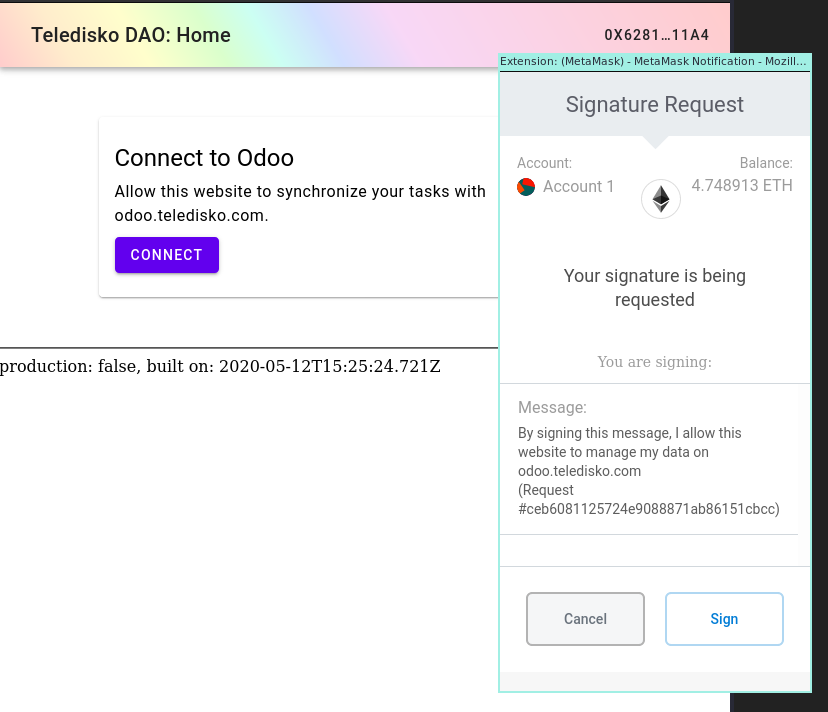 Teledisko DAO: Home
0X6281…11A4
Extension: (MetaMask) - MetaMask Notification - Mozill…
Signature Request
Account:
Balance:
Account 1
4.748913 ETH
Connect to Odoo
Allow this website to synchronize your tasks with
odoo.teledisko.com.
CONNECT
Your signature is being
requested
production: false, built on: 2020-05-12T15:25:24.721Z
You are signing:
Message:
By signing this message, I allow this
website to manage my data on
odoo.teledisko.com
(Request
#ceb6081125724e9088871ab86151cbcc)
Cancel
Sign